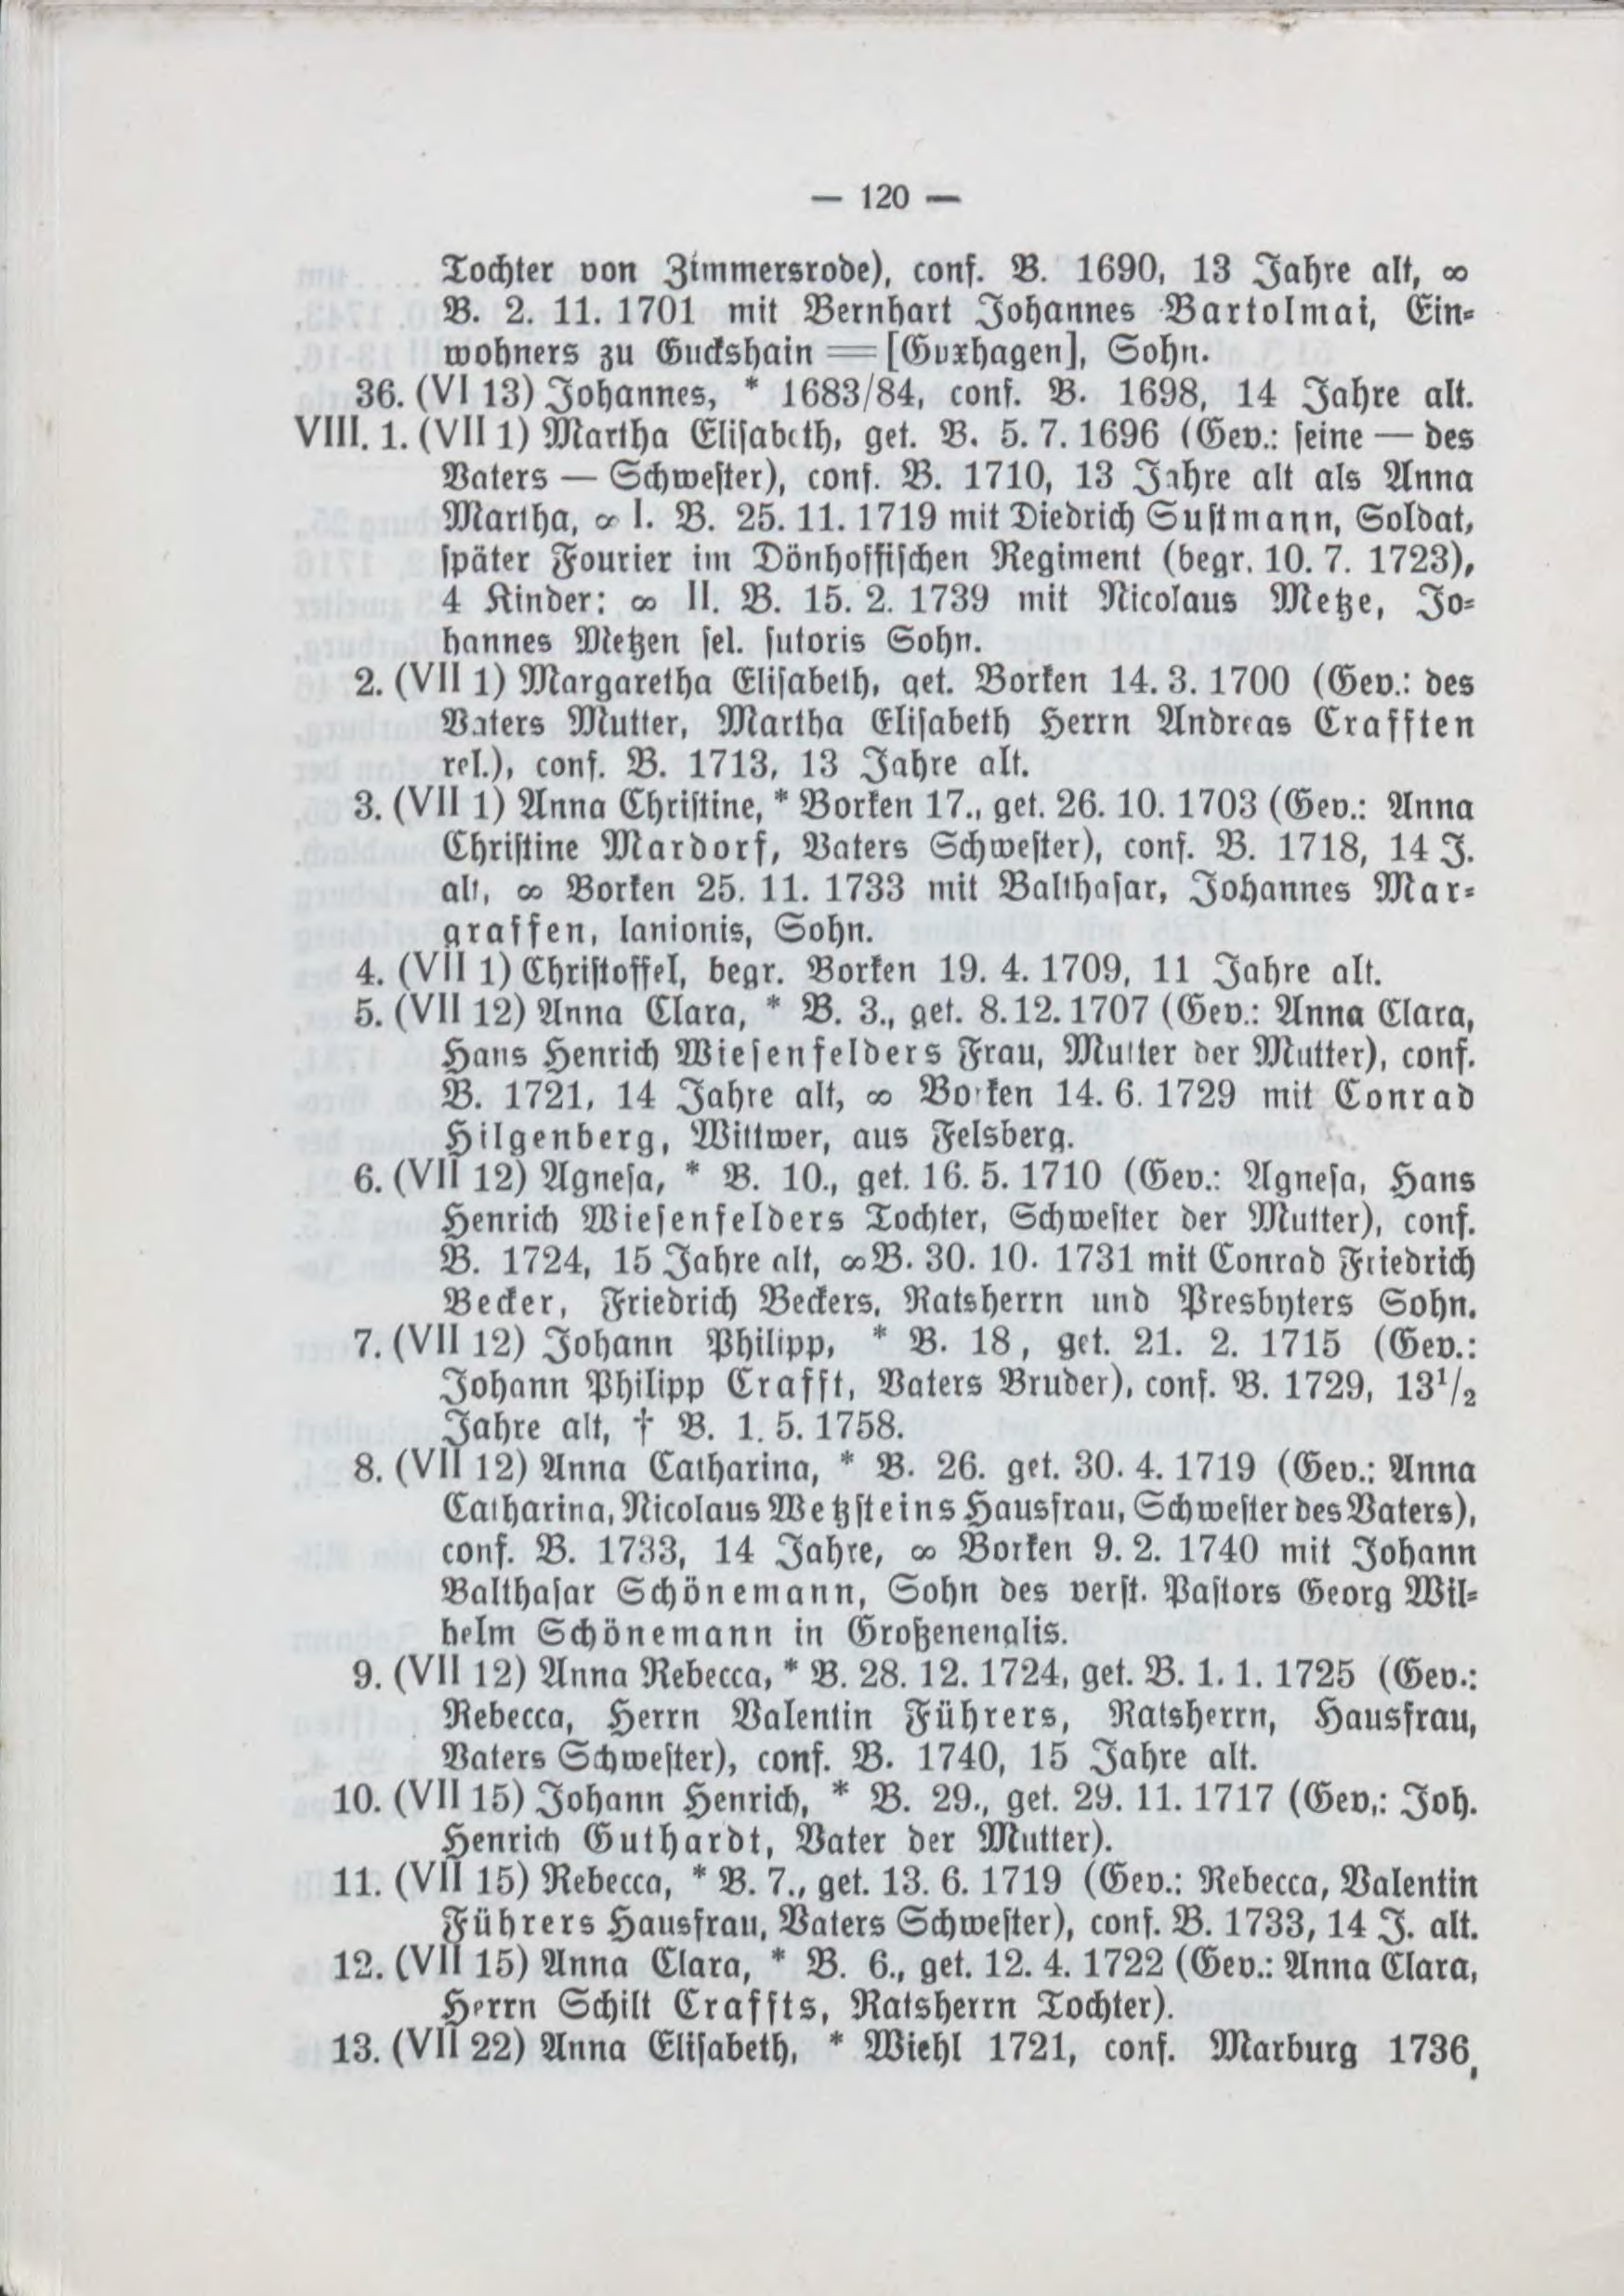 — 120 —
Tochter von Zimmersrode), conf. B. 1690, 13 Jahre alt, ∞
B. 2. 11. 1701 mit Bernhart Johannes Bartolmai, Ein-
wohners zu Guckshain = [Guxhagen], Sohn.
36. (VI 13) Johannes, * 1683/84, conf. B. 1698, 14 Jahre alt.
VIII. 1. (VII 1) Martha Elisabeth, get. B. 5. 7. 1696 (Gev.: seine — des
Vaters — Schwester), conf. B. 1710, 13 Jahre alt als Anna
Martha, ∞ I. B. 25. 11. 1719 mit Diedrich Sustmann, Soldat,
später Fourier im Dönhoffischen Regiment (begr. 10. 7. 1723),
4 Kinder: ∞ II. B. 15. 2. 1739 mit Nicolaus Metze, Jo-
hannes Metzen sel. sutoris Sohn.
2. (VII 1) Margaretha Elisabeth, get. Borken 14. 3. 1700 (Gev.: des
Vaters Mutter, Martha Elisabeth Herrn Andreas Crafften
rel.), conf. B. 1713, 13 Jahre alt.
3. (VII 1) Anna Christine, * Borken 17., get. 26. 10. 1703 (Gev.: Anna
Christine Mardorf, Vaters Schwester), conf. B. 1718, 14 J.
alt, ∞ Borken 25. 11. 1733 mit Balthasar, Johannes Mar-
graffen, lanionis, Sohn.
4. (VII 1) Christoffel, begr. Borken 19. 4. 1709, 11 Jahre alt.
5. (VII 12) Anna Clara, * B. 3., get. 8. 12. 1707 (Gev.: Anna Clara,
Hans Henrich Wiesenfelders Frau, Mutter der Mutter), conf.
B. 1721, 14 Jahre alt, ∞ Borken 14. 6. 1729 mit Conrad
Hilgenberg, Wittwer, aus Felsberg.
6. (VII 12) Agnesa, * B. 10., get. 16. 5. 1710 (Gev.: Agnesa, Hans
Henrich Wiesenfelders Tochter, Schwester der Mutter), conf.
B. 1724, 15 Jahre alt, ∞ B. 30. 10. 1731 mit Conrad Friedrich
Becker, Friedrich Beckers, Ratsherrn und Presbyters Sohn.
7. (VII 12) Johann Philipp, * B. 18, get. 21. 2. 1715 (Gev.:
Johann Philipp Crafft, Vaters Bruder), conf. B. 1729, 13 1/2
Jahre alt, † B. 1. 5. 1758.
8. (VII 12) Anna Catharina, * B. 26. get. 30. 4. 1719 (Gev.: Anna
Catharina, Nicolaus Wetzsteins Hausfrau, Schwester des Vaters),
conf. B. 1733, 14 Jahre, ∞ Borken 9. 2. 1740 mit Johann
Balthasar Schönemann, Sohn des verst. Pastors Georg Wil-
helm Schönemann in Großenenglis.
9. (VII 12) Anna Rebecca, * B. 28. 12. 1724, get. B. 1. 1. 1725 (Gev.:
Rebecca, Herrn Valentin Führers, Ratsherrn, Hausfrau,
Vaters Schwester), conf. B. 1740, 15 Jahre alt.
10. (VII 15) Johann Henrich, * B. 29., get. 29. 11. 1717 (Gev,: Joh.
Henrich Guthardt, Vater der Mutter).
11. (VII 15) Rebecca, * B. 7., get. 13. 6. 1719 (Gev.: Rebecca, Valentin
Führers Hausfrau, Vaters Schwester), conf. B. 1733, 14 J. alt.
12. (VII 15) Anna Clara, * B. 6., get. 12. 4. 1722 (Gev.: Anna Clara,
Herrn Schilt Craffts, Ratsherrn Tochter).
13. (VII 22) Anna Elisabeth, * Wiehl 1721, conf. Marburg 1736,